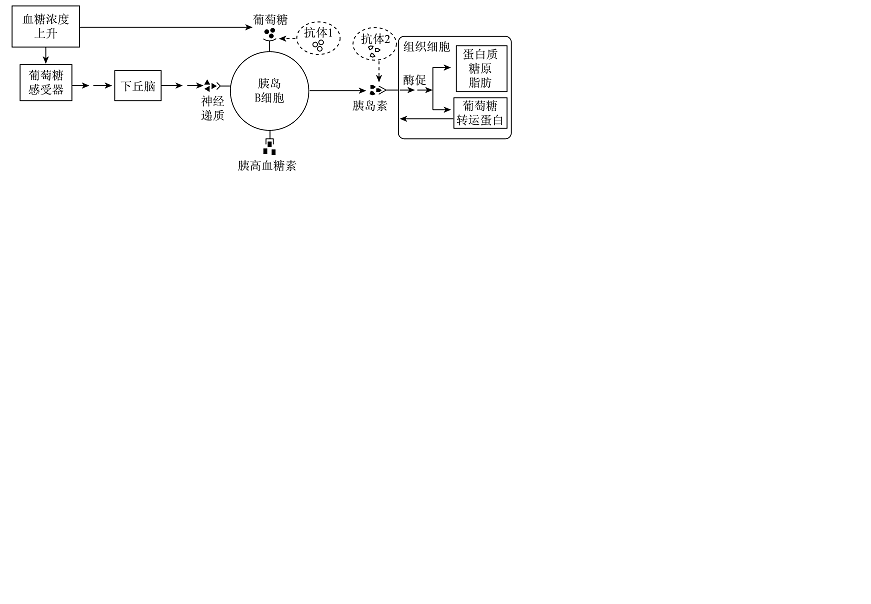 血糖浓度
上升
葡萄糖
感受器
下丘脑
神经
递质
葡萄糖
抗体1
胰岛
B细胞
胰高血糖素
抗体2
胰岛素
组织细胞
酶促
蛋白质
糖原
脂肪
葡萄糖
转运蛋白